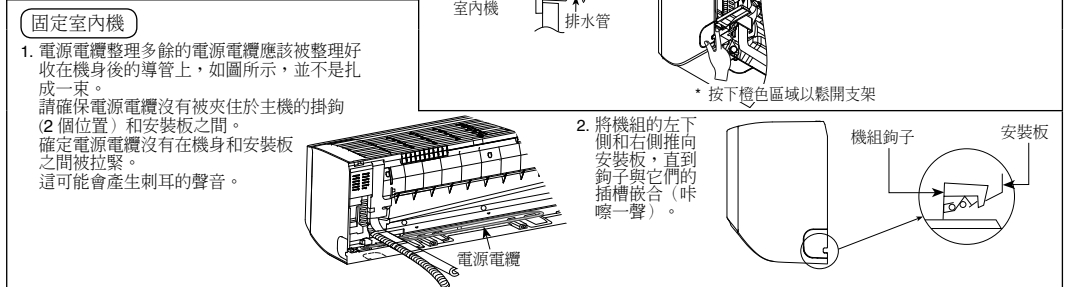 室內機
排水管
* 按下橙色區域以鬆開支架
固定室內機
1. 電源電纜整理多餘的電源電纜應該被整理好
收在機身後的導管上，如圖所示，並不是扎
成一束。
請確保電源電纜沒有被夾住於主機的掛鉤
(2 個位置）和安裝板之間。
確定電源電纜沒有在機身和安裝板
之間被拉緊。
這可能會產生刺耳的聲音。
電源電纜
2. 將機組的左下
側和右側推向
安裝板，直到
鉤子與它們的
插槽嵌合（咔
嚓一聲）。
機組鉤子
安裝板